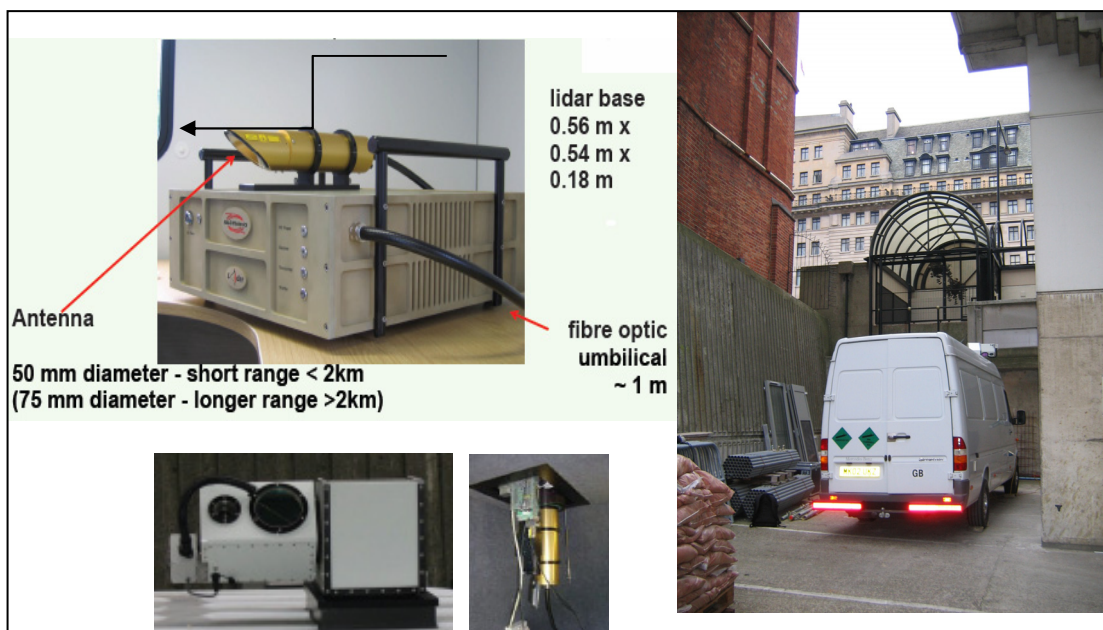 lidar base
0.56 m x
0.54 m x
0.18 m
Antenna
fibre optic
umbilical
~ 1 m
50 mm diameter - short range < 2km
(75 mm diameter - longer range >2km)
GB